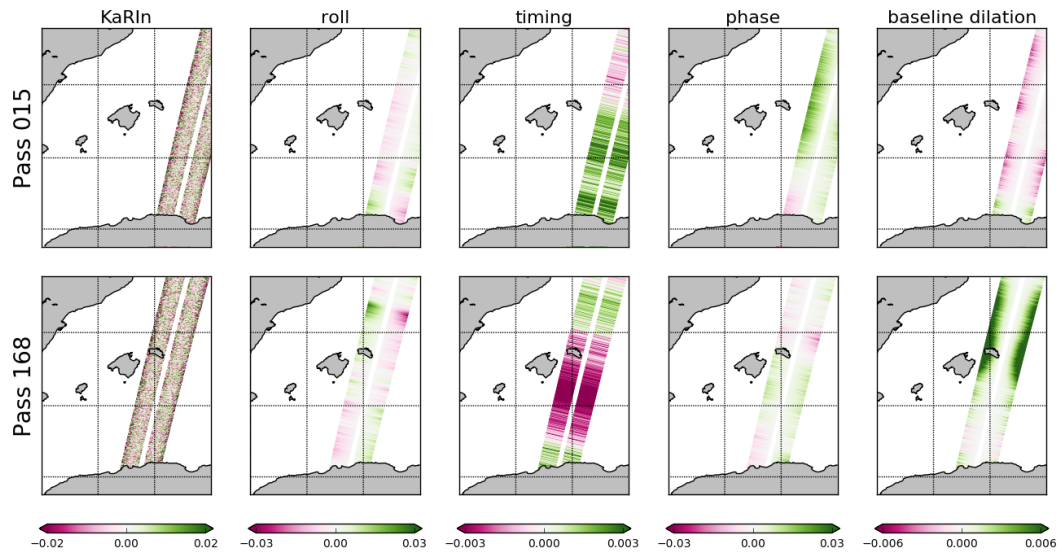 KaRIn roll timing phase baseline dilation
Pass 015
Pass 168
−0.02 0.00 0.02 −0.03 0.00 0.03 −0.003 0.000 0.003 −0.03 0.00 0.03 −0.006 0.000 0.006